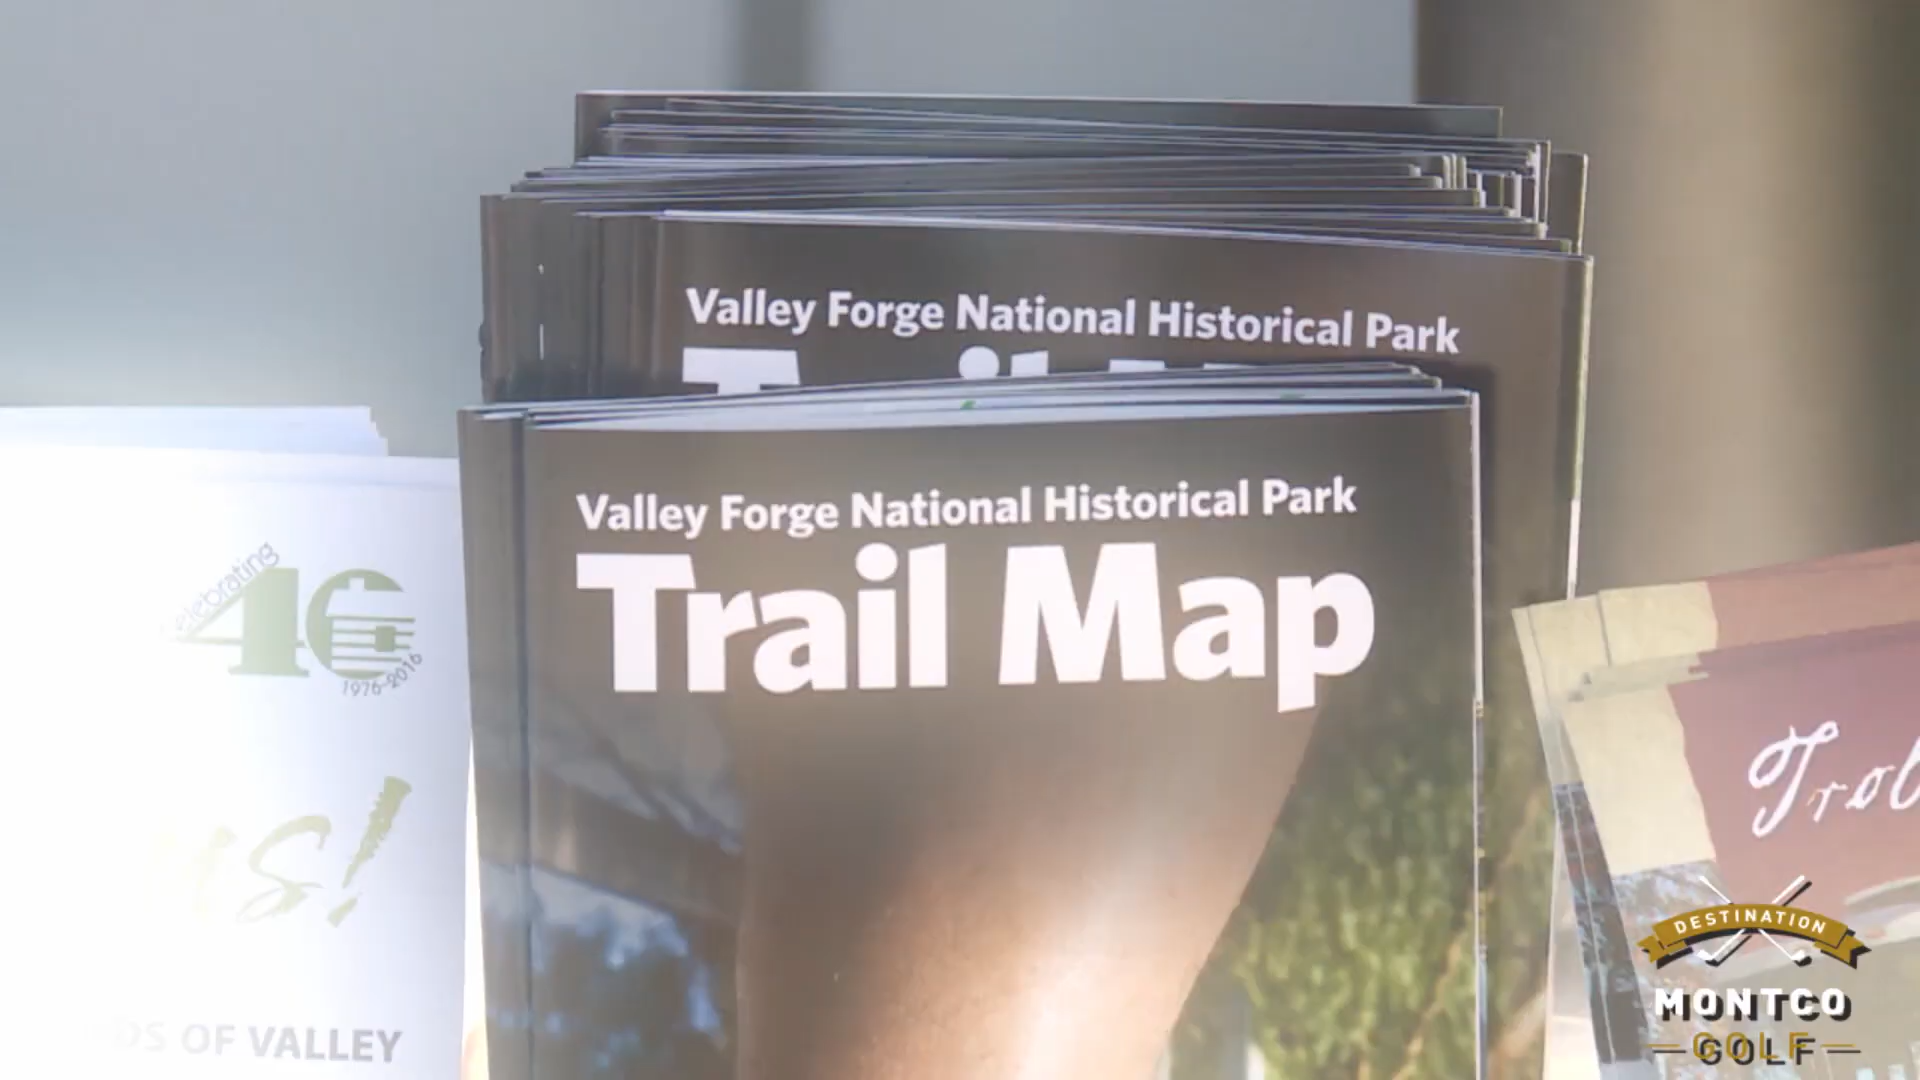 Valley Forge National Historical Park
Valley Forge National Historical Park
Trail Map
Celebrating
40
1976-2016
OF VALLEY
DESTINATION
MONTCO
GOLF